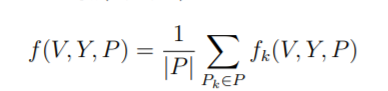 f(V, Y, P) = \frac{1}{|P|} \sum_{P_k \in P} f_k(V, Y, P)